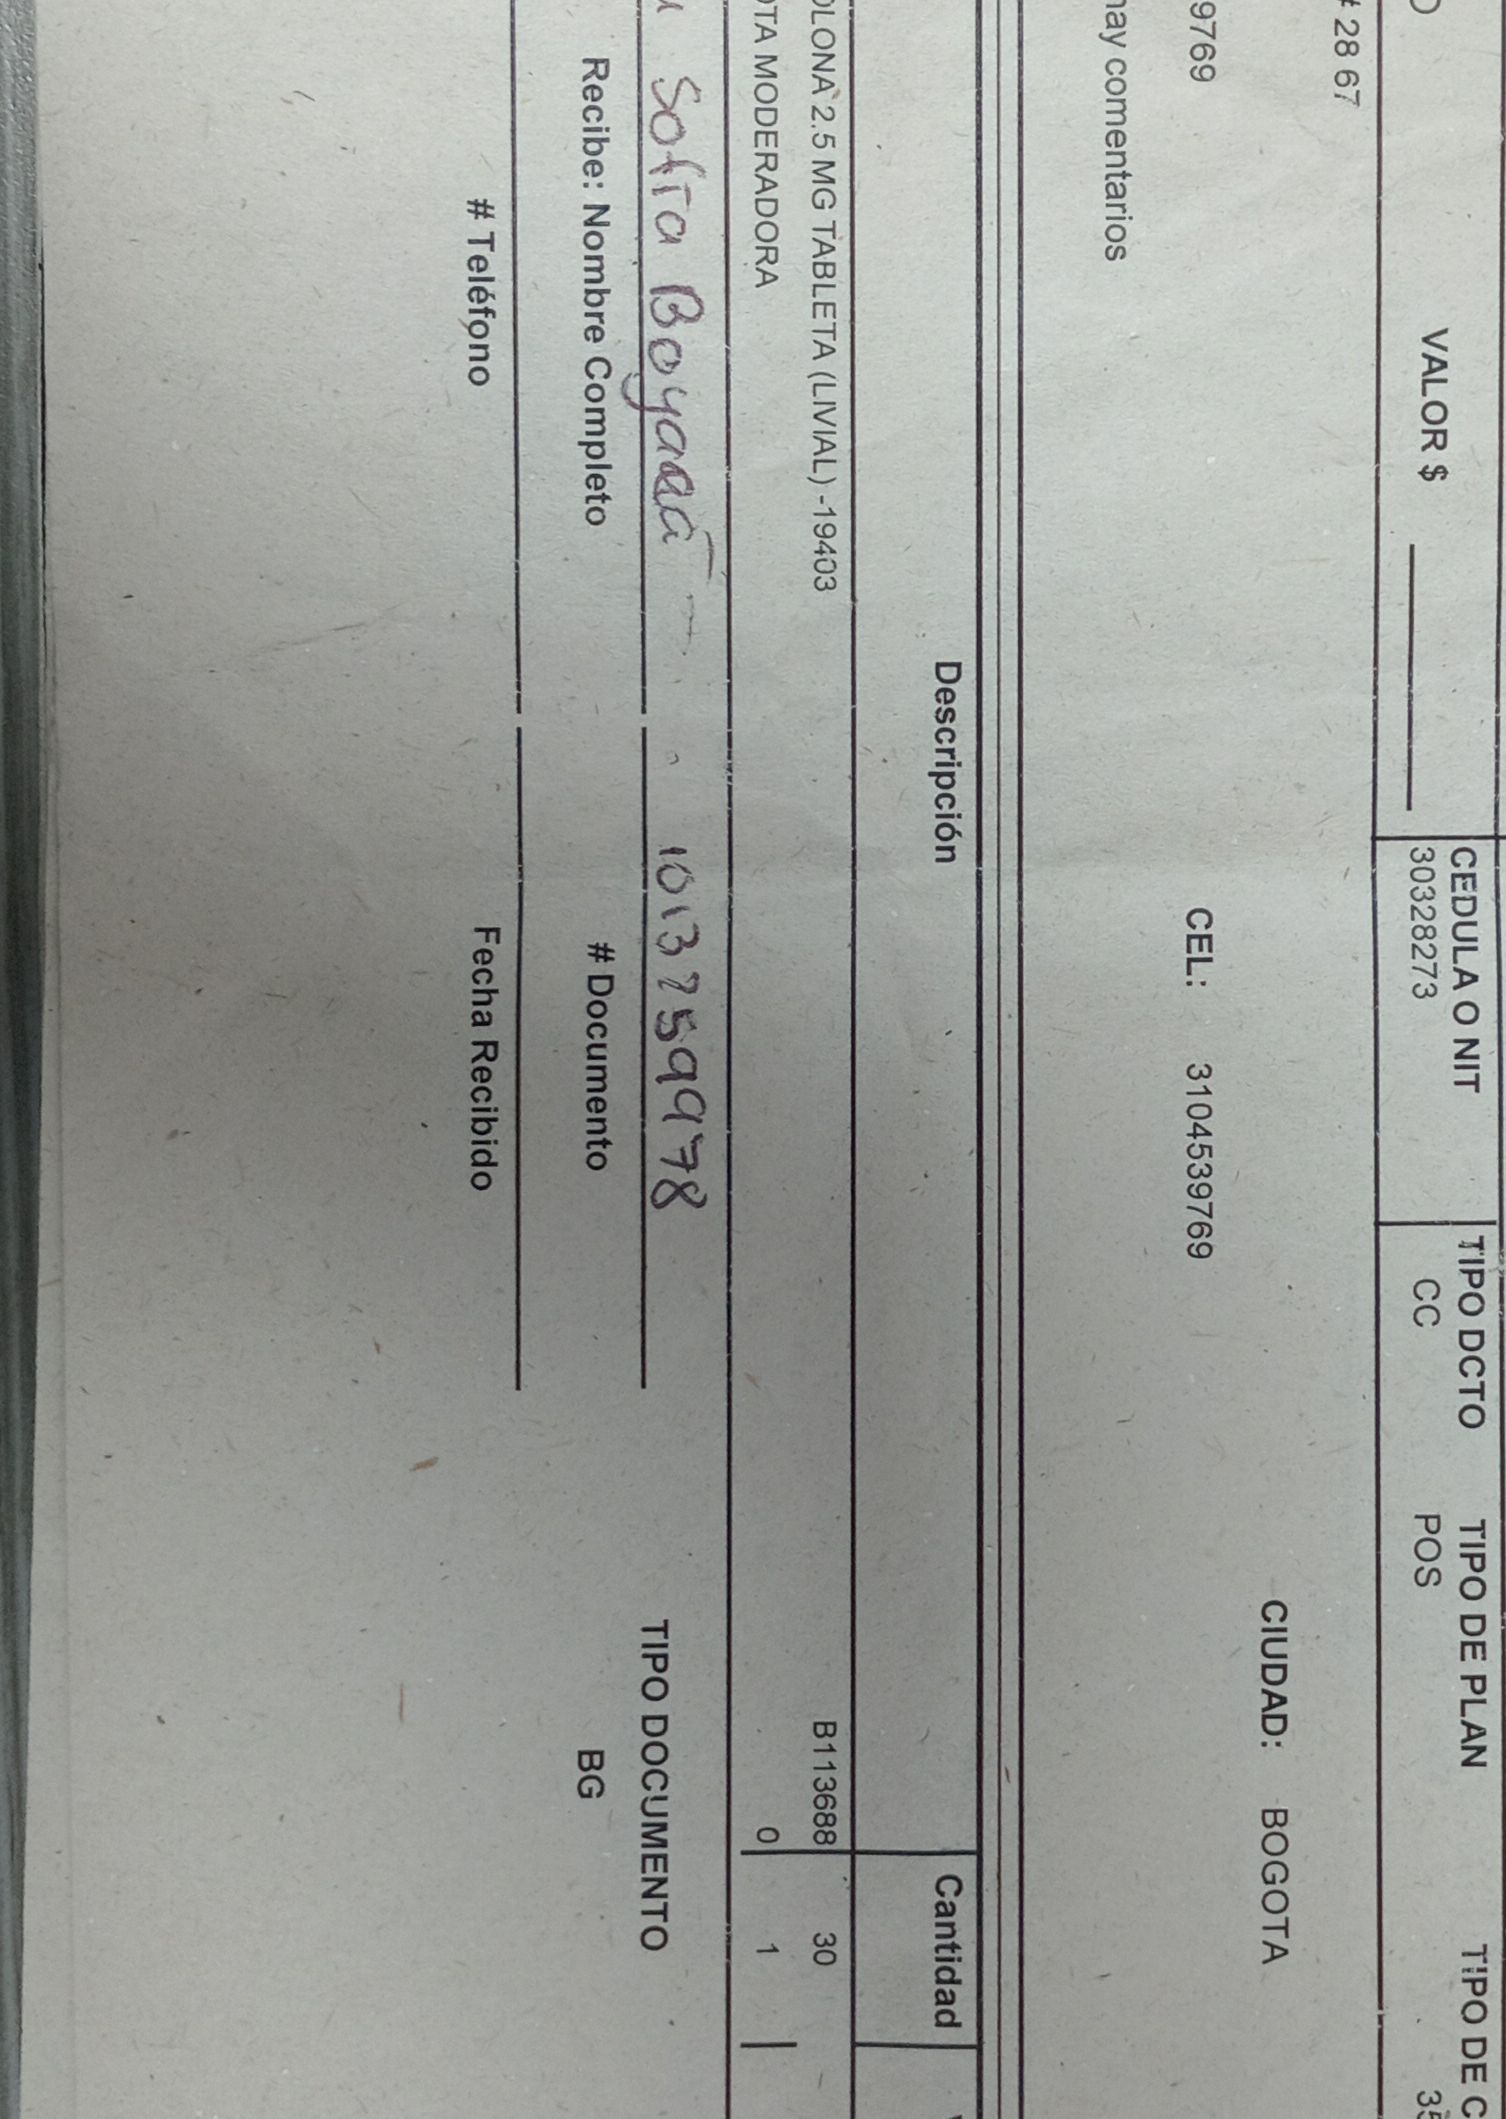 VALOR $ CEDULA O NIT TIPO DCTO TIPO DE PLAN TIPO DE C
30328273 CC POS 35
# 28 67
CIUDAD: BOGOTA
9769 CEL: 3104539769
hay comentarios
Descripción Cantidad
OLONA 2.5 MG TABLETA (LIVIAL) -19403 B113688 30
OTA MODERADORA 0 1
Sofia Boyacá 1013259978
TIPO DOCUMENTO
Recibe: Nombre Completo # Documento BG
# Teléfono Fecha Recibido